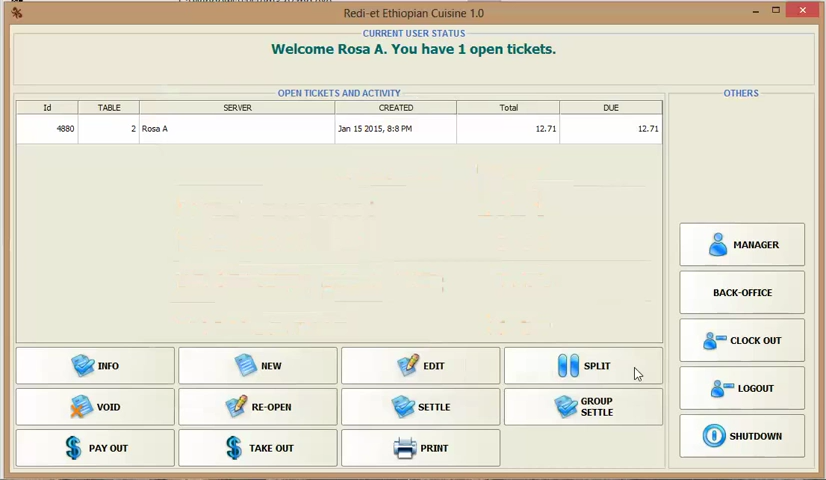 Redi-et Ethiopian Cuisine 1.0
CURRENT USER STATUS
Welcome Rosa A. You have 1 open tickets.
OPEN TICKETS AND ACTIVITY
OTHERS
Id TABLE SERVER CREATED Total DUE
4880 2 Rosa A Jan 15 2015, 8:8 PM 12.71 12.71
MANAGER
BACK-OFFICE
CLOCK OUT
LOGOUT
SHUTDOWN
INFO NEW EDIT SPLIT
VOID RE-OPEN SETTLE GROUP
SETTLE
PAY OUT TAKE OUT PRINT